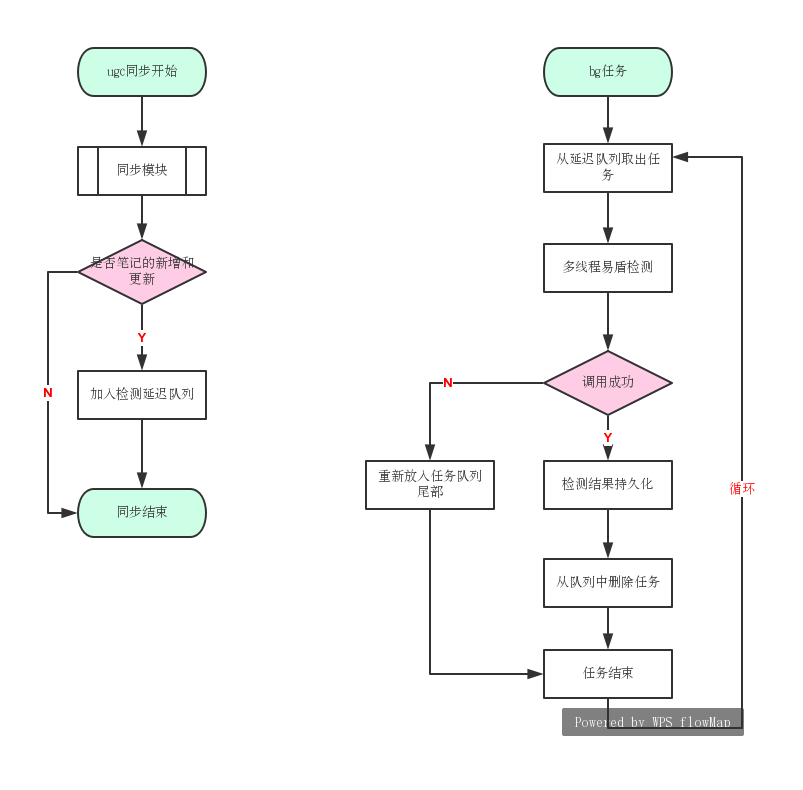 ugc同步开始
同步模块
是否笔记的新增和
更新
Y
N
加入检测延迟队列
同步结束
bg任务
从延迟队列取出任
务
多线程易盾检测
调用成功
N
Y
重新放入任务队列
尾部
检测结果持久化
循环
从队列中删除任务
任务结束
Powered by WPS flowMap